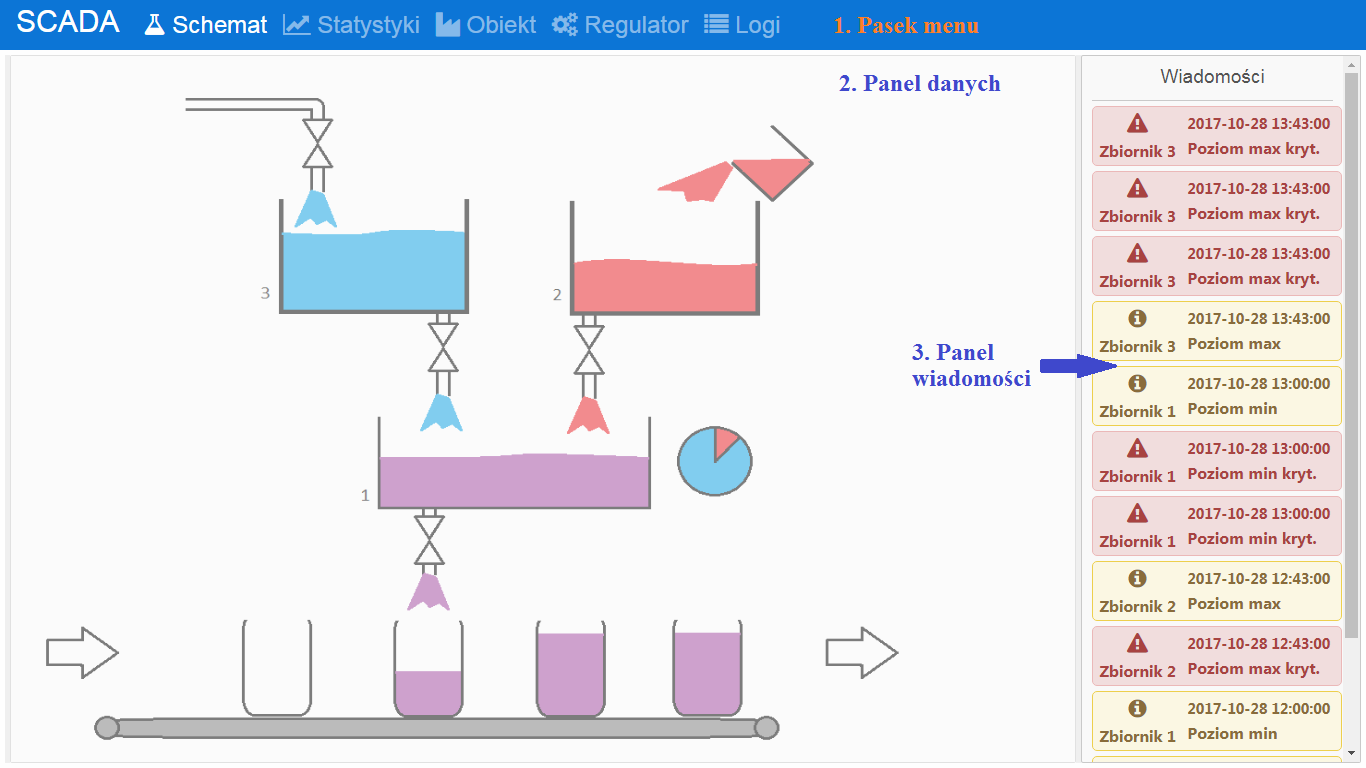 SCADA Schemat Statystyki Obiekt Regulator Logi 1. Pasek menu
2. Panel danych
3
2
1
3. Panel
wiadomości
Wiadomości
2017-10-28 13:43:00
Zbiornik 3 Poziom max kryt.
2017-10-28 13:43:00
Zbiornik 3 Poziom max kryt.
2017-10-28 13:43:00
Zbiornik 3 Poziom max kryt.
2017-10-28 13:43:00
Zbiornik 3 Poziom max
2017-10-28 13:00:00
Zbiornik 1 Poziom min
2017-10-28 13:00:00
Zbiornik 1 Poziom min kryt.
2017-10-28 13:00:00
Zbiornik 1 Poziom min kryt.
2017-10-28 12:43:00
Zbiornik 2 Poziom max
2017-10-28 12:43:00
Zbiornik 2 Poziom max kryt.
2017-10-28 12:00:00
Zbiornik 1 Poziom min